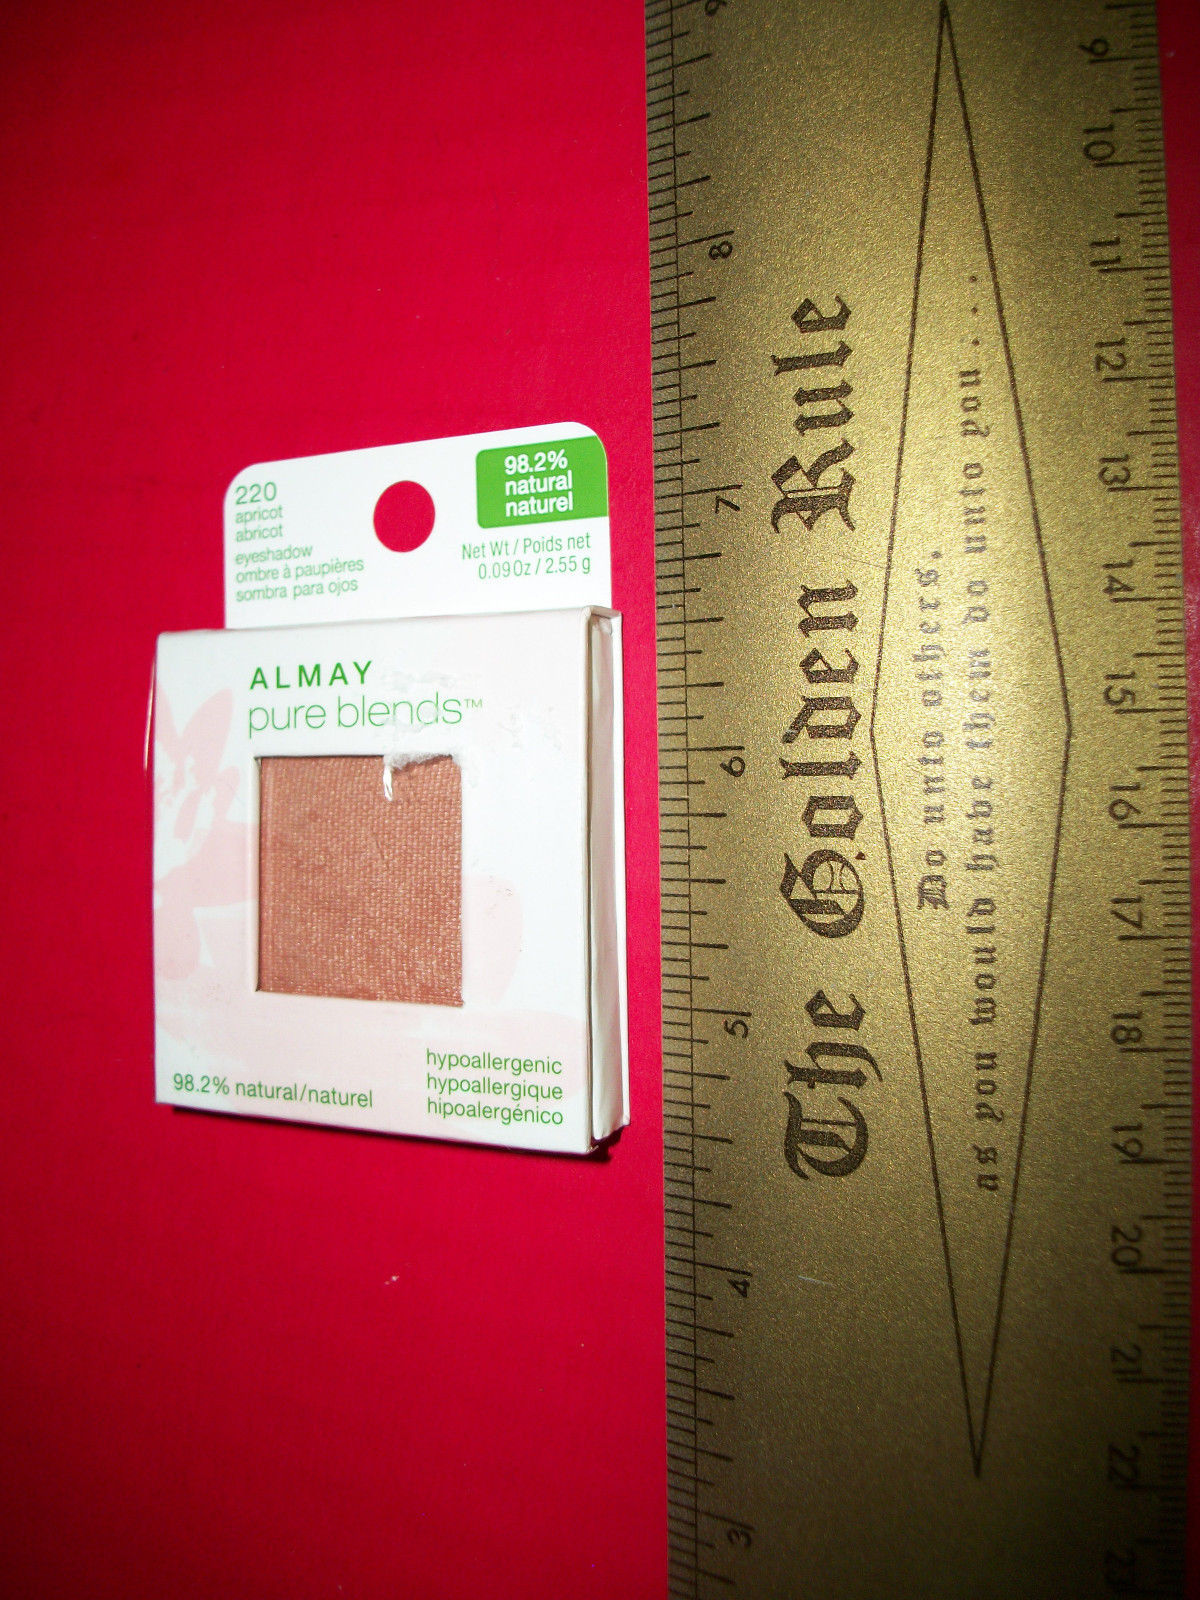 220
apricot
abricot
eyeshadow
ombre à paupières
sombra para ojos
98.2%
natural
naturel
Net Wt / Poids net
0.09 Oz / 2.55 g
ALMAY
pure blends™
98.2% natural/naturel
hypoallergenic
hypoallergique
hipoalergénico
9
8
7
6
5
4
3
The Golden Rule
Do unto others,
as you would have them do unto you . . . .
9
10
11
12
13
14
15
16
17
18
19
20
21
22
23